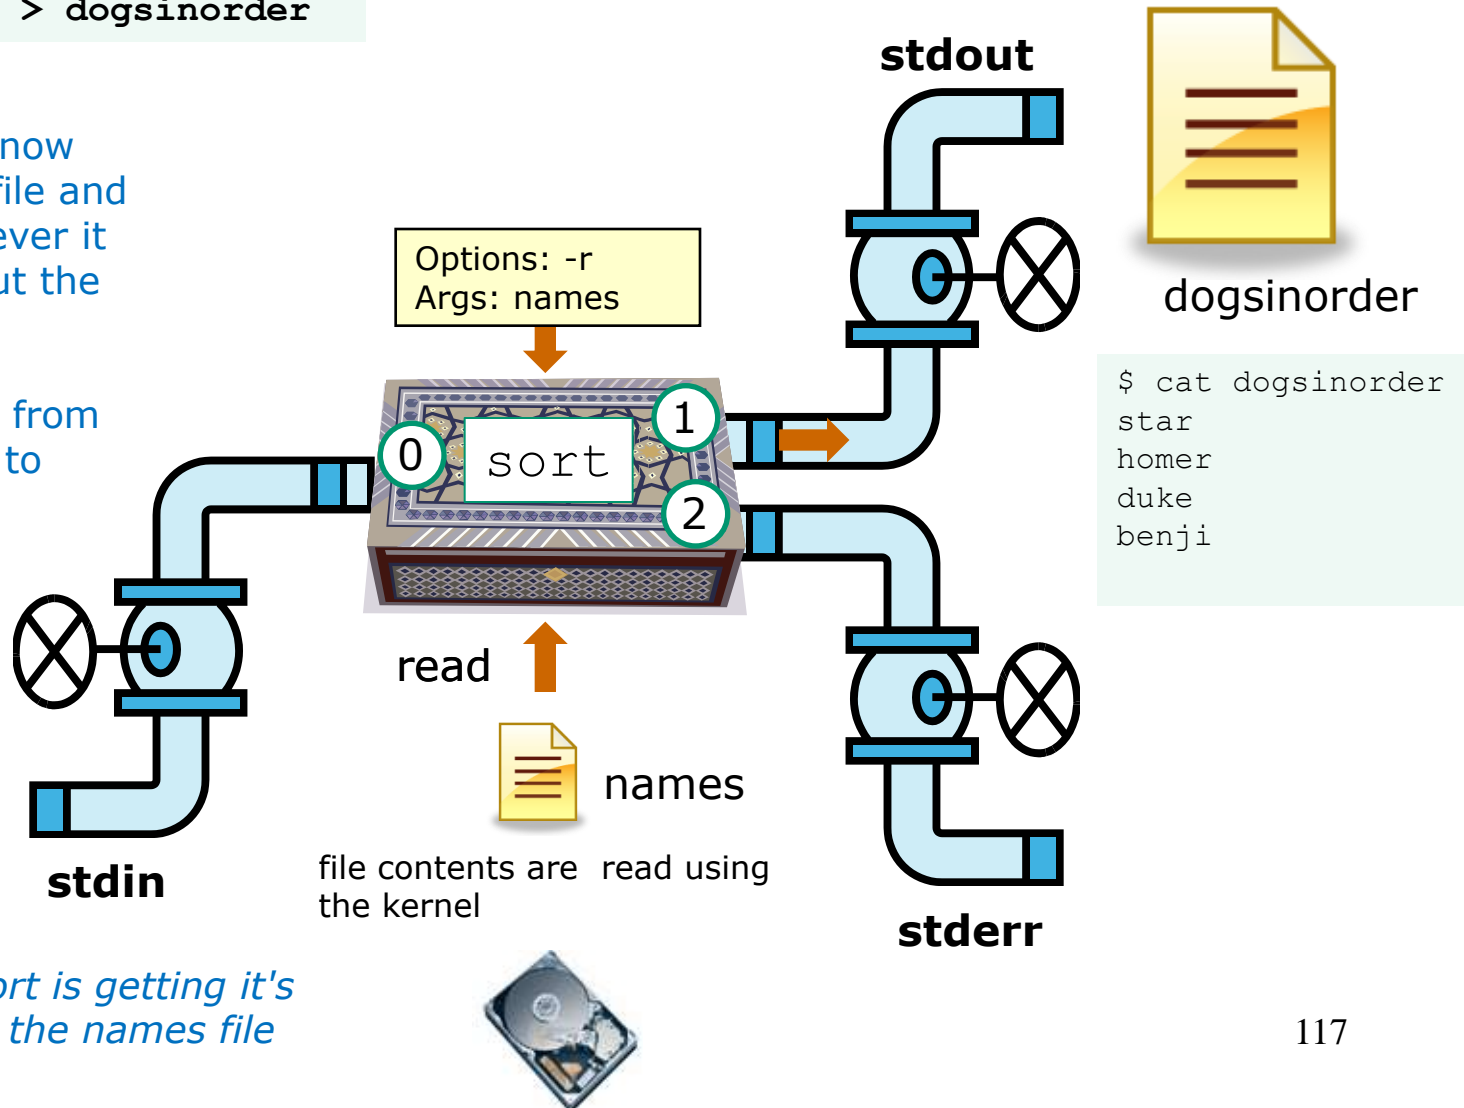 > dogsinorder
now
file and
ever it
ut the
from
to
rt is getting it's
the names file
stdout
Options: -r
Args: names
0
sort
1
2
read
names
file contents are read using
the kernel
stdin
stderr
dogsinorder
$ cat dogsinorder
star
homer
duke
benji
117